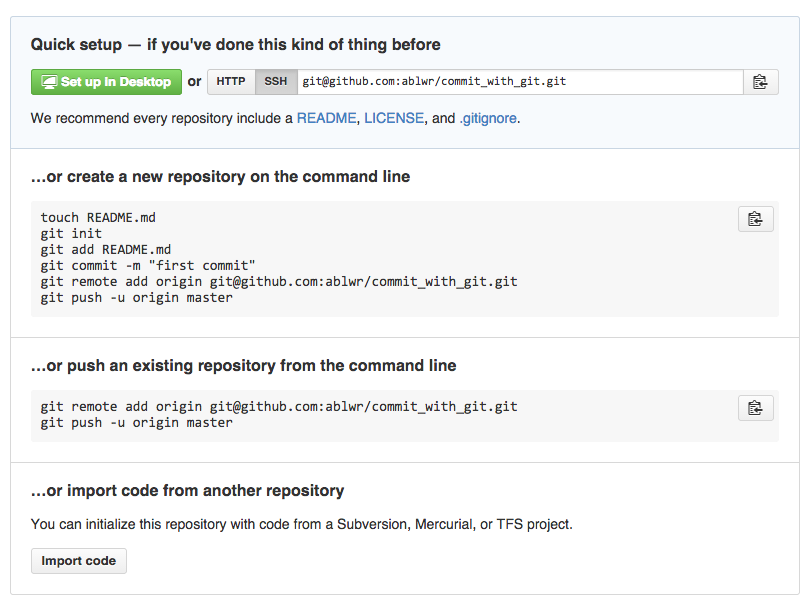 Quick setup — if you've done this kind of thing before
Set up in Desktop or HTTP SSH git@github.com:ablwr/commit_with_git.git
We recommend every repository include a README, LICENSE, and .gitignore.
…or create a new repository on the command line
touch README.md
git init
git add README.md
git commit -m "first commit"
git remote add origin git@github.com:ablwr/commit_with_git.git
git push -u origin master
…or push an existing repository from the command line
git remote add origin git@github.com:ablwr/commit_with_git.git
git push -u origin master
…or import code from another repository
You can initialize this repository with code from a Subversion, Mercurial, or TFS project.
Import code